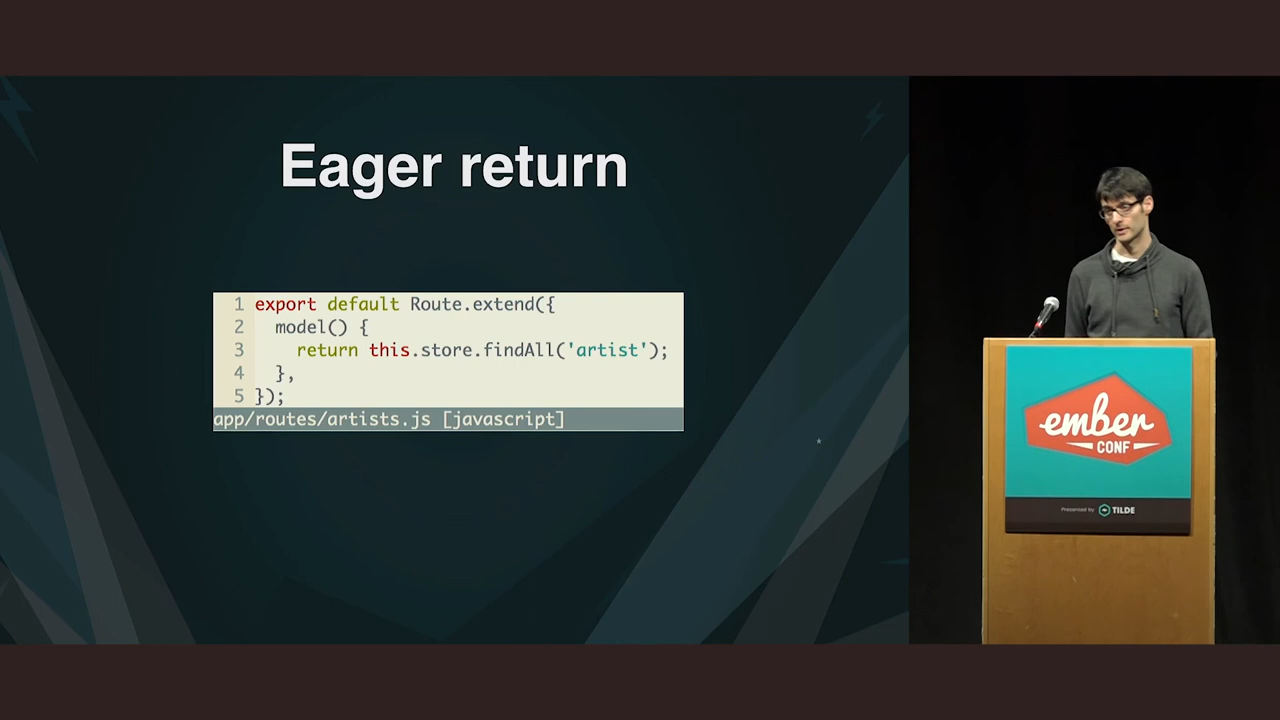 Eager return
1 export default Route.extend({
2   model() {
3     return this.store.findAll('artist');
4   },
5 });
app/routes/artists.js [javascript]
ember
CONF
Presented by TILDE